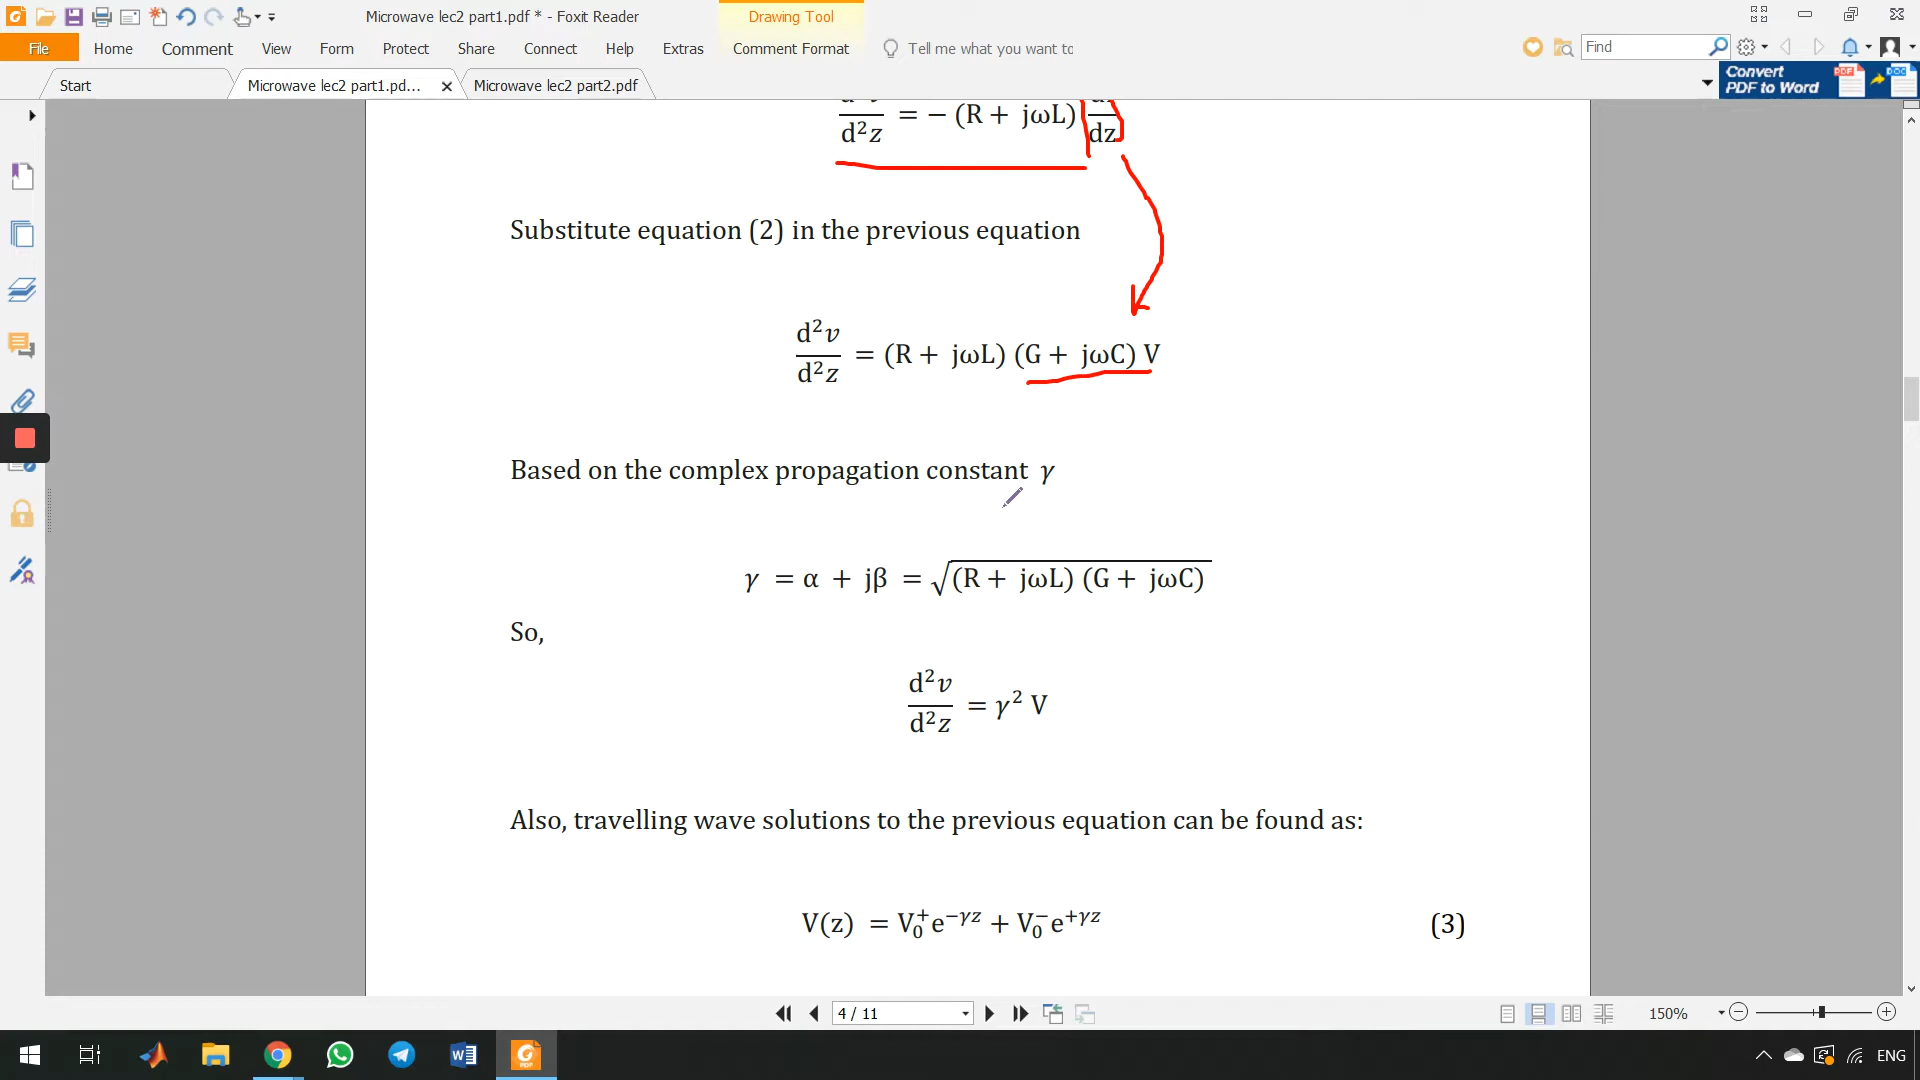 Microwave lec2 part1.pdf * - Foxit Reader
Drawing Tool
File Home Comment View Form Protect Share Connect Help Extras Comment Format Tell me what you want to Find
Start Microwave lec2 part1.pd... Microwave lec2 part2.pdf
Convert
PDF to Word
d²z = − (R + jωL) dz
Substitute equation (2) in the previous equation
d²v
d²z = (R + jωL) (G + jωC) V
Based on the complex propagation constant γ
γ = α + jβ = √(R + jωL) (G + jωC)
So,
d²v
d²z = γ² V
Also, travelling wave solutions to the previous equation can be found as:
V(z) = V₀⁺e^−γz + V₀⁻e^+γz (3)
4 / 11
150%
ENG